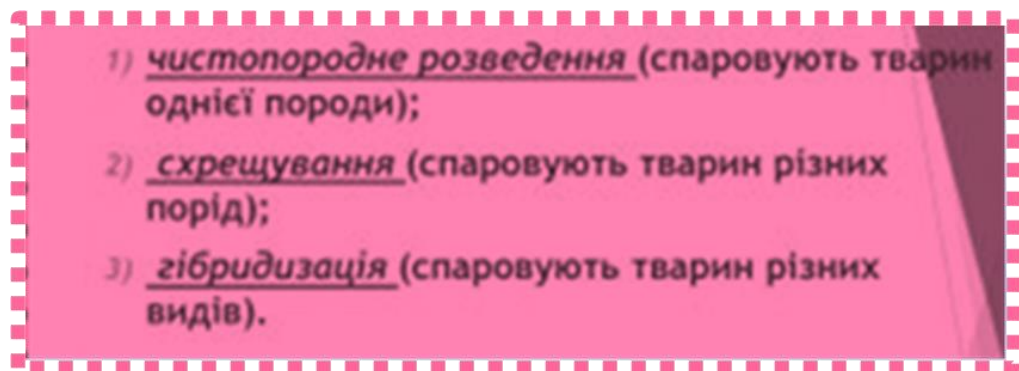 1) чистопородне розведення (спаровують тварин
однієї породи);
2) схрещування (спаровують тварин різних
порід);
3) гібридизація (спаровують тварин різних
видів).